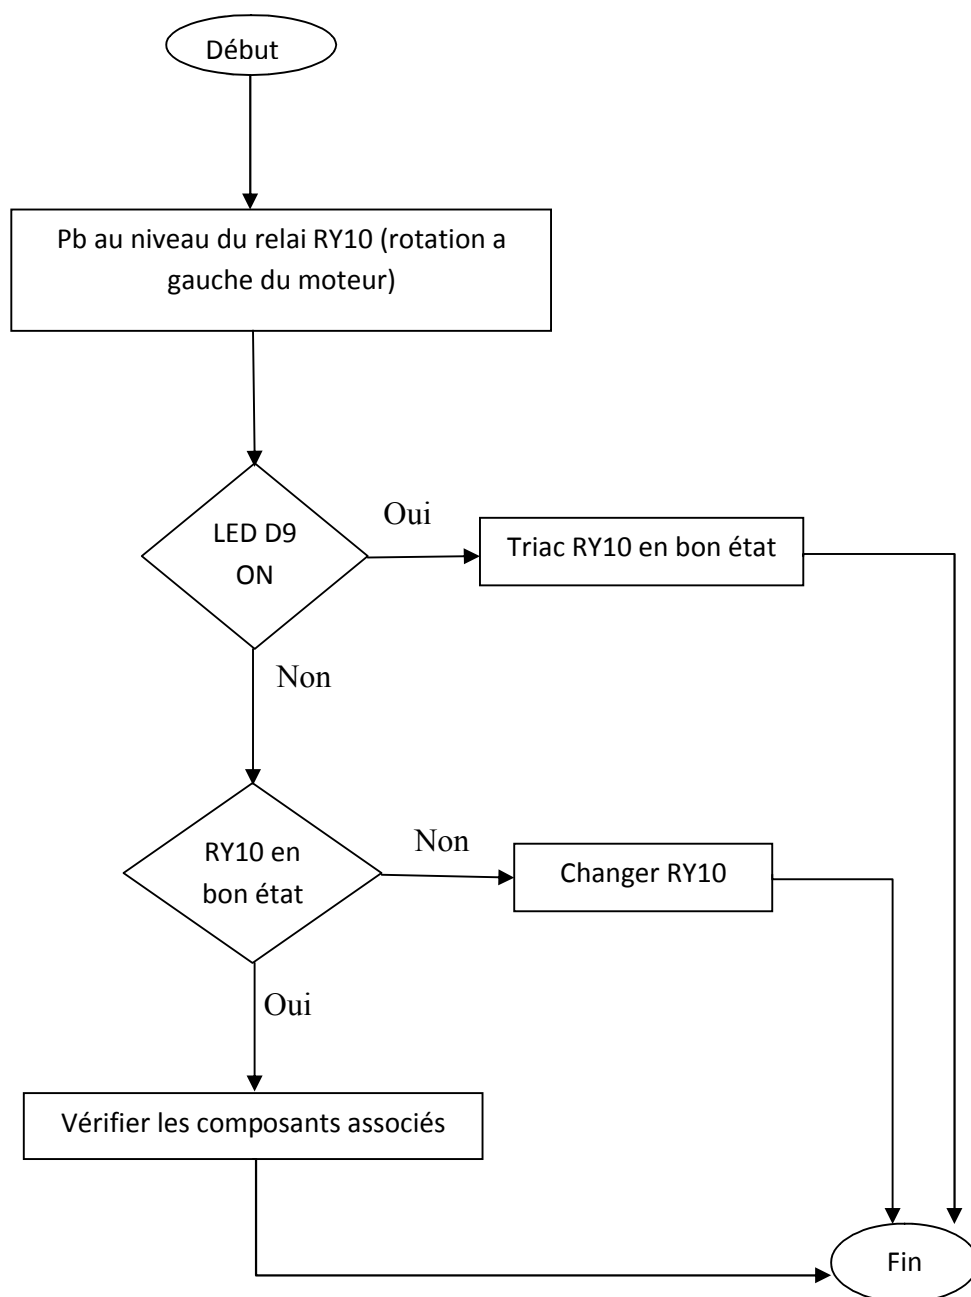 Début
Pb au niveau du relai RY10 (rotation a
gauche du moteur)
LED D9
ON
Oui
Triac RY10 en bon état
Non
RY10 en
bon état
Non
Changer RY10
Oui
Vérifier les composants associés
Fin